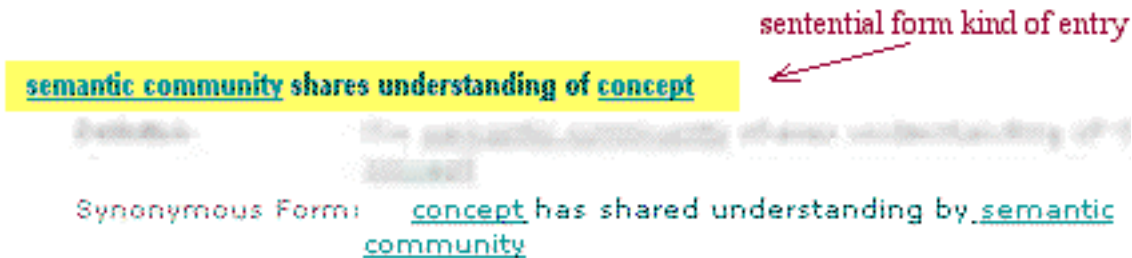 sentential form kind of entry
semantic community shares understanding of concept
Synonymous Form: concept has shared understanding by semantic
community